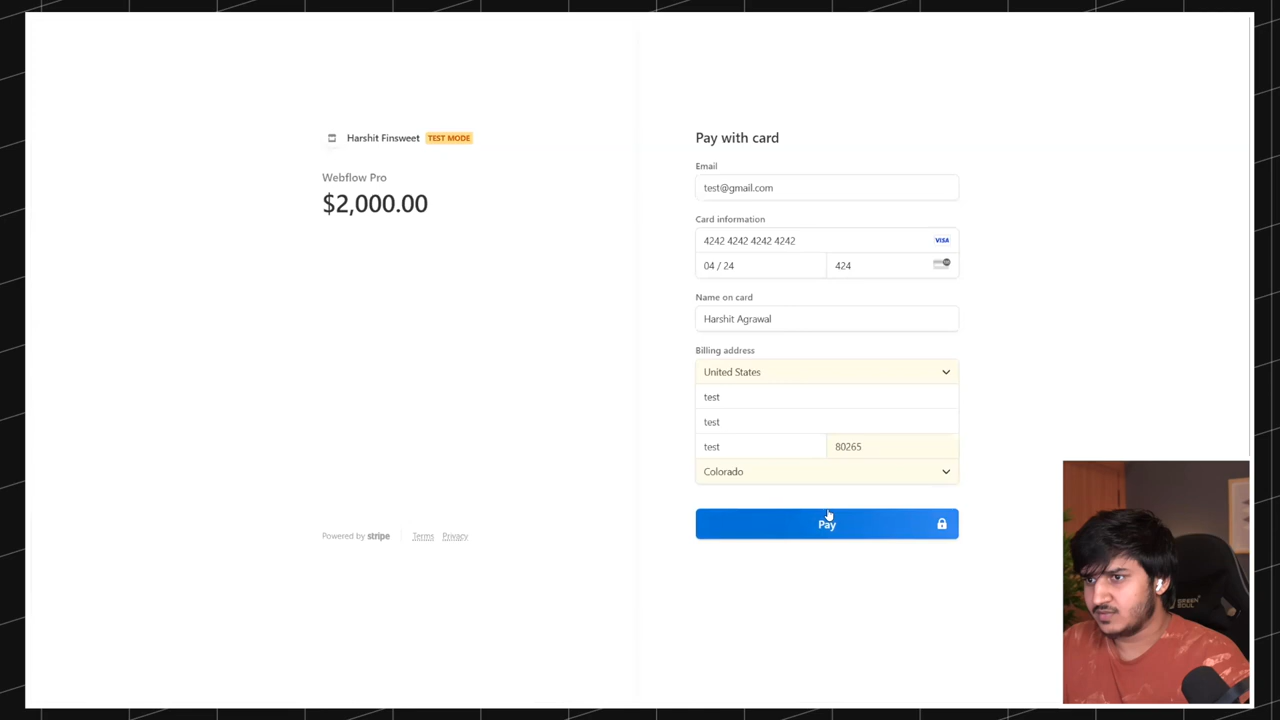 Harshit Finsweet TEST MODE
Webflow Pro
$2,000.00
Powered by stripe Terms Privacy
Pay with card
Email
test@gmail.com
Card information
4242 4242 4242 4242 VISA
04 / 24 424
Name on card
Harshit Agrawal
Billing address
United States
test
test
test 80265
Colorado
Pay
GREEN SOUL